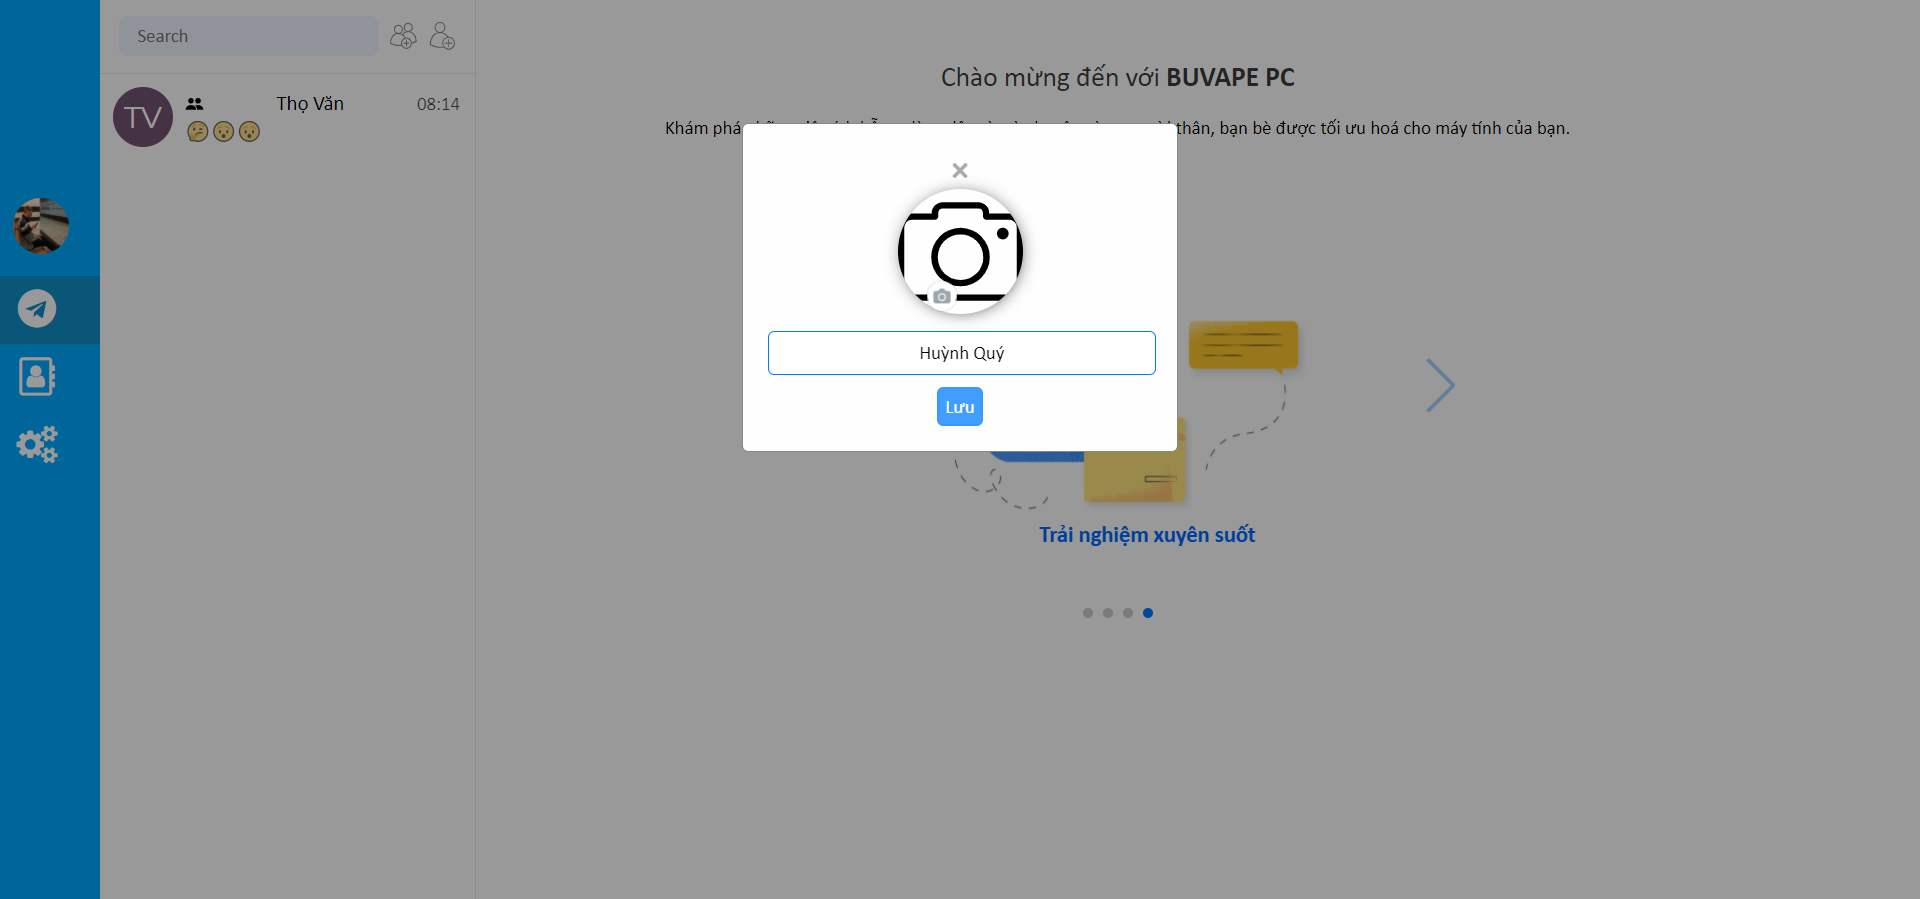 Search
TV
Thọ Văn
08:14
Chào mừng đến với BUVAPE PC
Khám phá
thân, bạn bè được tối ưu hoá cho máy tính của bạn.
Huỳnh Quý
Lưu
Trải nghiệm xuyên suốt